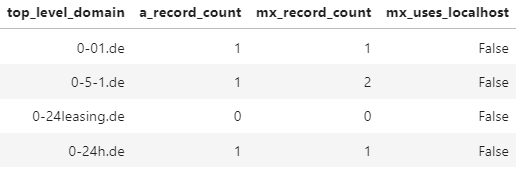 top_level_domain a_record_count mx_record_count mx_uses_localhost
0-01.de 1 1 False
0-5-1.de 1 2 False
0-24leasing.de 0 0 False
0-24h.de 1 1 False